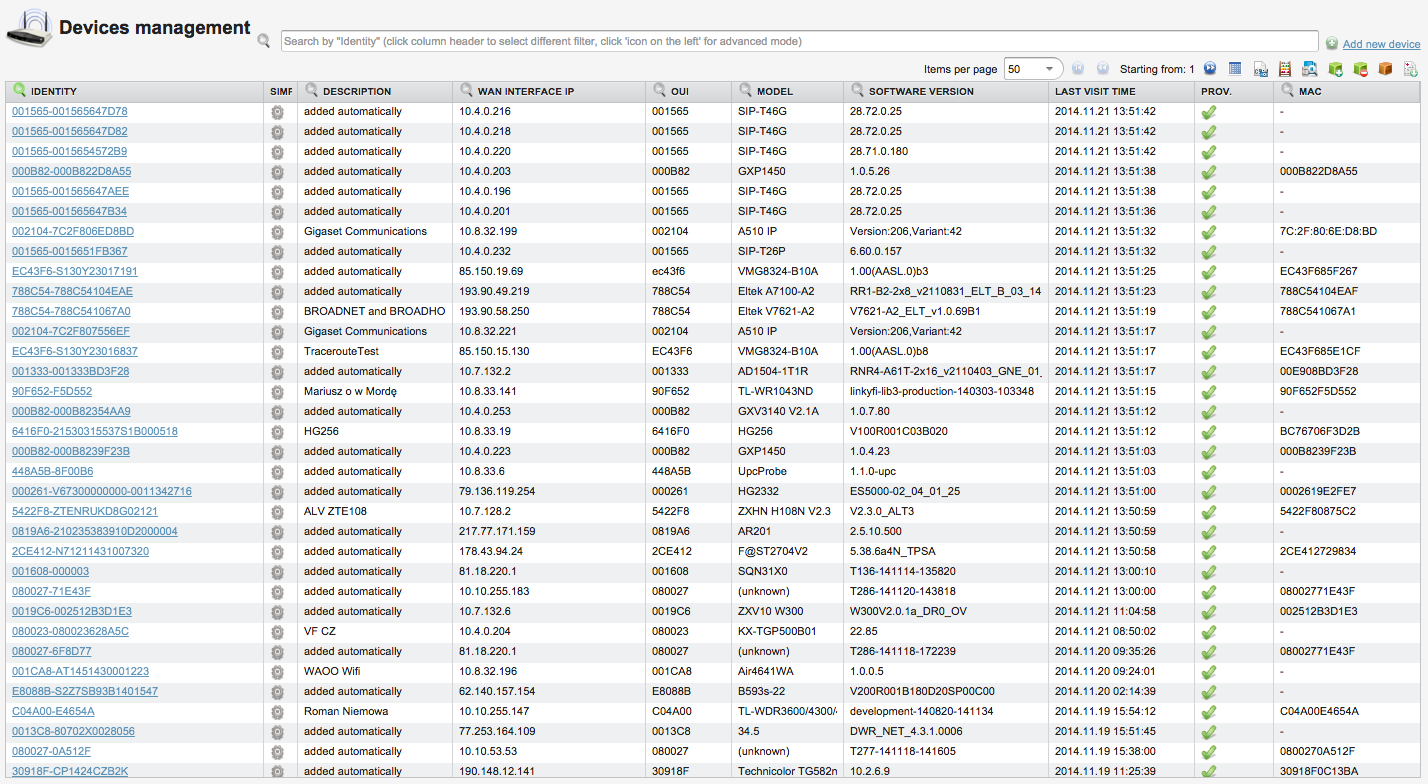 Devices management
Search by "Identity" (click column header to select different filter, click 'icon on the left' for advanced mode)
Add new device
Items per page 50 Starting from: 1
IDENTITY SIMF DESCRIPTION WAN INTERFACE IP OUI MODEL SOFTWARE VERSION LAST VISIT TIME PROV. MAC
001565-001565647D78 added automatically 10.4.0.216 001565 SIP-T46G 28.72.0.25 2014.11.21 13:51:42 -
001565-001565647D82 added automatically 10.4.0.218 001565 SIP-T46G 28.72.0.25 2014.11.21 13:51:42 -
001565-0015654572B9 added automatically 10.4.0.220 001565 SIP-T46G 28.71.0.180 2014.11.21 13:51:42 -
000B82-000B822D8A55 added automatically 10.4.0.203 000B82 GXP1450 1.0.5.26 2014.11.21 13:51:38 000B822D8A55
001565-001565647AEE added automatically 10.4.0.196 001565 SIP-T46G 28.72.0.25 2014.11.21 13:51:38 -
001565-001565647B34 added automatically 10.4.0.201 001565 SIP-T46G 28.72.0.25 2014.11.21 13:51:36 -
002104-7C2F806ED8BD Gigaset Communications 10.8.32.199 002104 A510 IP Version:206,Variant:42 2014.11.21 13:51:32 7C:2F:80:6E:D8:BD
001565-0015651FB367 added automatically 10.4.0.232 001565 SIP-T26P 6.60.0.157 2014.11.21 13:51:32 -
EC43F6-S130Y23017191 added automatically 85.150.19.69 ec43f6 VMG8324-B10A 1.00(AASL.0)b3 2014.11.21 13:51:25 EC43F685F267
788C54-788C54104EAE added automatically 193.90.49.219 788C54 Eltek A7100-A2 RR1-B2-2x8_v2110831_ELT_B_03_14 2014.11.21 13:51:23 788C54104EAF
788C54-788C541067A0 BROADNET and BROADHO 193.90.58.250 788C54 Eltek V7621-A2 V7621-A2_ELT_v1.0.69B1 2014.11.21 13:51:19 788C541067A1
002104-7C2F807556EF Gigaset Communications 10.8.32.221 002104 A510 IP Version:206,Variant:42 2014.11.21 13:51:17 -
EC43F6-S130Y23016837 TracerouteTest 85.150.15.130 EC43F6 VMG8324-B10A 1.00(AASL.0)b8 2014.11.21 13:51:17 EC43F685E1CF
001333-001333BD3F28 added automatically 10.7.132.2 001333 AD1504-1T1R RNR4-A61T-2x16_v2110403_GNE_01_ 2014.11.21 13:51:17 00E908BD3F28
90F652-F5D552 Mariusz o w Mordę 10.8.33.141 90F652 TL-WR1043ND linkyfi-lib3-production-140303-103348 2014.11.21 13:51:15 90F652F5D552
000B82-000B82354AA9 added automatically 10.4.0.253 000B82 GXV3140 V2.1A 1.0.7.80 2014.11.21 13:51:12 -
6416F0-21530315537S1B000518 HG256 10.8.33.19 6416F0 HG256 V100R001C03B020 2014.11.21 13:51:12 BC76706F3D2B
000B82-000B8239F23B added automatically 10.4.0.223 000B82 GXP1450 1.0.4.23 2014.11.21 13:51:03 000B8239F23B
448A5B-8F00B6 added automatically 10.8.33.6 448A5B UpcProbe 1.1.0-upc 2014.11.21 13:51:03 -
000261-V67300000000-0011342716 added automatically 79.136.119.254 000261 HG2332 ES5000-02_04_01_25 2014.11.21 13:51:00 0002619E2FE7
5422F8-ZTENRUKD8G02121 ALV ZTE108 10.7.128.2 5422F8 ZXHN H108N V2.3 V2.3.0_ALT3 2014.11.21 13:50:59 5422F80875C2
0819A6-210235383910D2000004 added automatically 217.77.171.159 0819A6 AR201 2.5.10.500 2014.11.21 13:50:59 -
2CE412-N71211431007320 added automatically 178.43.94.24 2CE412 F@ST2704V2 5.38.6a4N_TPSA 2014.11.21 13:50:58 2CE412729834
001608-000003 added automatically 81.18.220.1 001608 SQN31X0 T136-141114-135820 2014.11.21 13:00:10 -
080027-71E43F added automatically 10.10.255.183 080027 (unknown) T286-141120-143818 2014.11.21 13:00:00 08002771E43F
0019C6-002512B3D1E3 added automatically 10.7.132.6 0019C6 ZXV10 W300 W300V2.0.1a_DR0_OV 2014.11.21 11:04:58 002512B3D1E3
080023-080023628A5C VF CZ 10.4.0.204 080023 KX-TGP500B01 22.85 2014.11.21 08:50:02 -
080027-6F8D77 added automatically 81.18.220.1 080027 (unknown) T286-141118-172239 2014.11.20 09:35:26 08002771E43F
001CA8-AT1451430001223 WAOO Wifi 10.8.32.196 001CA8 Air4641WA 1.0.0.5 2014.11.20 09:24:01 -
E8088B-S2Z7SB93B1401547 added automatically 62.140.157.154 E8088B B593s-22 V200R001B180D20SP00C00 2014.11.20 02:14:39 -
C04A00-E4654A Roman Niemowa 10.10.255.147 C04A00 TL-WDR3600/4300/ development-140820-141134 2014.11.19 15:54:12 C04A00E4654A
0013C8-80702X0028056 added automatically 77.253.164.109 0013C8 34.5 DWR_NET_4.3.1.0006 2014.11.19 15:51:45 -
080027-0A512F added automatically 10.10.53.53 080027 (unknown) T277-141118-141605 2014.11.19 15:38:00 0800270A512F
30918F-CP1424CZB2K added automatically 190.148.12.141 30918F Technicolor TG582n 10.2.6.9 2014.11.19 11:25:39 30918F0C13BA